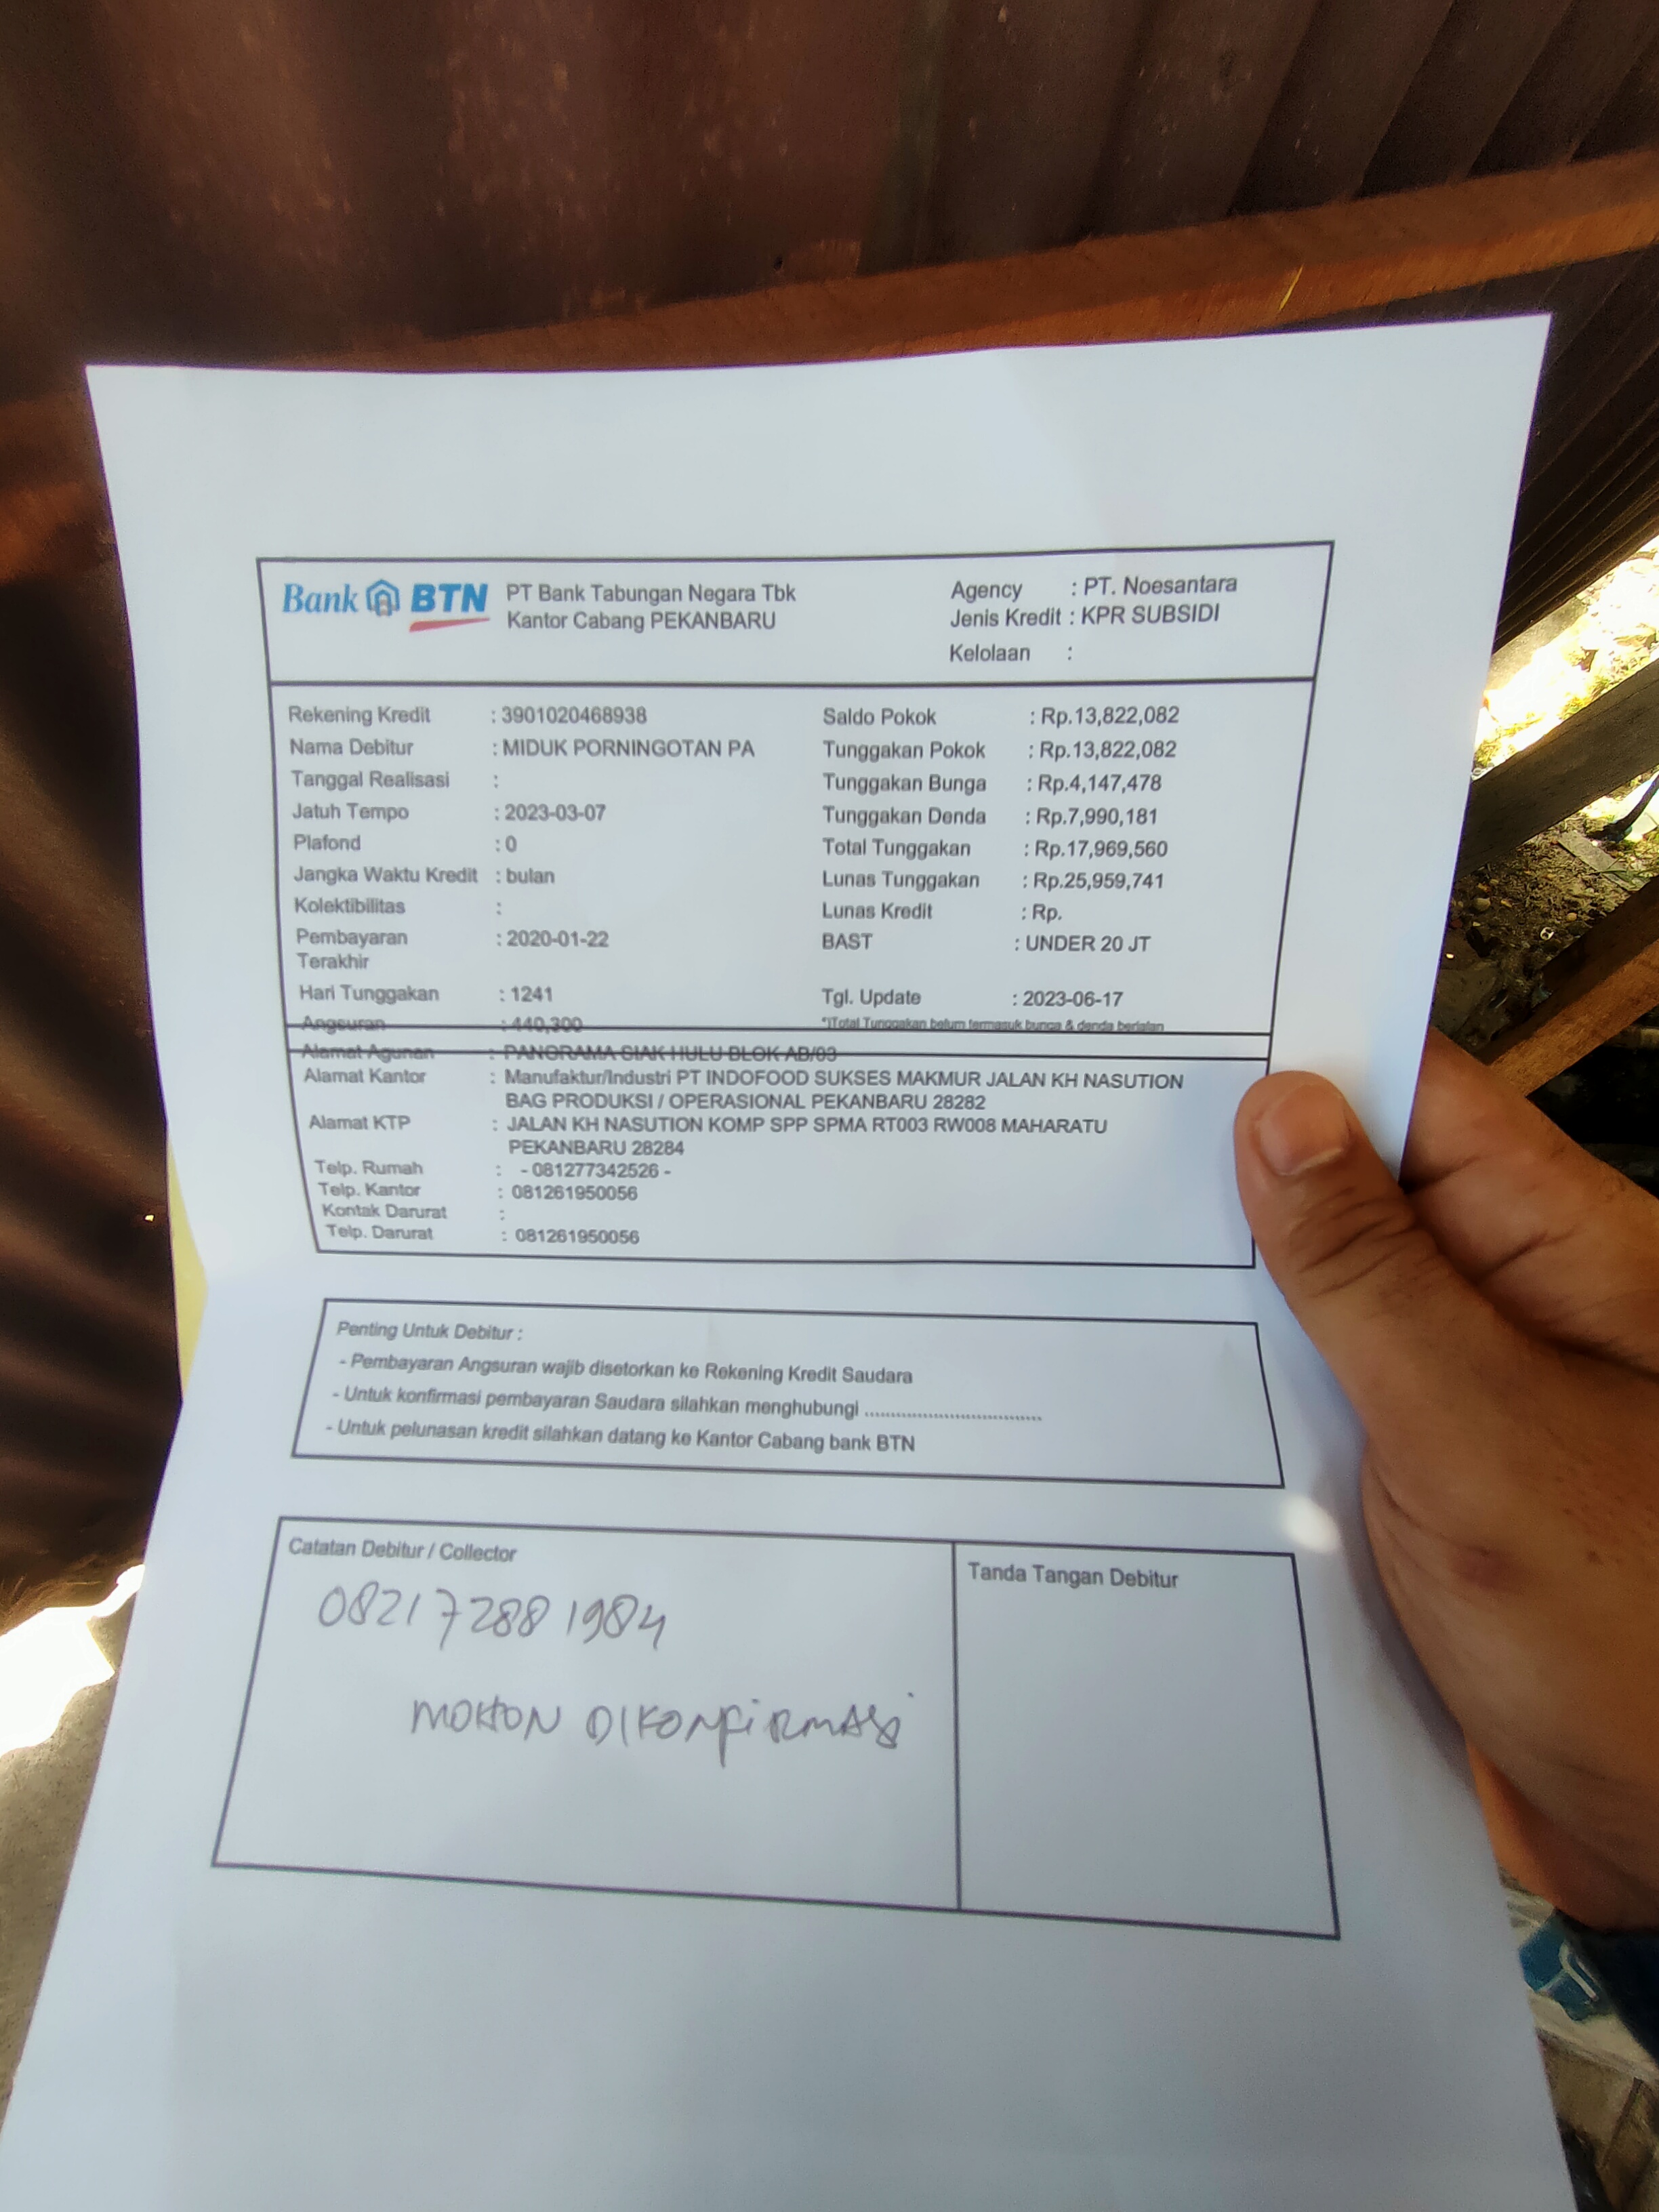 Bank BTN PT Bank Tabungan Negara Tbk
Kantor Cabang PEKANBARU
Agency : PT. Noesantara
Jenis Kredit : KPR SUBSIDI
Kelolaan :
Rekening Kredit : 3901020468938
Nama Debitur : MIDUK PORNINGOTAN PA
Tanggal Realisasi :
Jatuh Tempo : 2023-03-07
Plafond : 0
Jangka Waktu Kredit : bulan
Kolektibilitas :
Pembayaran : 2020-01-22
Terakhir
Hari Tunggakan : 1241
Angsuran : 440,300
Saldo Pokok : Rp.13,822,082
Tunggakan Pokok : Rp.13,822,082
Tunggakan Bunga : Rp.4,147,478
Tunggakan Denda : Rp.7,990,181
Total Tunggakan : Rp.17,969,560
Lunas Tunggakan : Rp.25,959,741
Lunas Kredit : Rp.
BAST : UNDER 20 JT
Tgl. Update : 2023-06-17
*)Total Tunggakan belum termasuk bunga & denda berjalan
Alamat Agunan : PANORAMA SIAK HULU BLOK AB/03
Alamat Kantor : Manufaktur/Industri PT INDOFOOD SUKSES MAKMUR JALAN KH NASUTION
BAG PRODUKSI / OPERASIONAL PEKANBARU 28282
Alamat KTP : JALAN KH NASUTION KOMP SPP SPMA RT003 RW008 MAHARATU
PEKANBARU 28284
Telp. Rumah : - 081277342526 -
Telp. Kantor : 081261950056
Kontak Darurat :
Telp. Darurat : 081261950056
Penting Untuk Debitur :
- Pembayaran Angsuran wajib disetorkan ke Rekening Kredit Saudara
- Untuk konfirmasi pembayaran Saudara silahkan menghubungi ..................................
- Untuk pelunasan kredit silahkan datang ke Kantor Cabang bank BTN
Catatan Debitur / Collector
Tanda Tangan Debitur
082172881984
MOHON DIKONFIRMASI